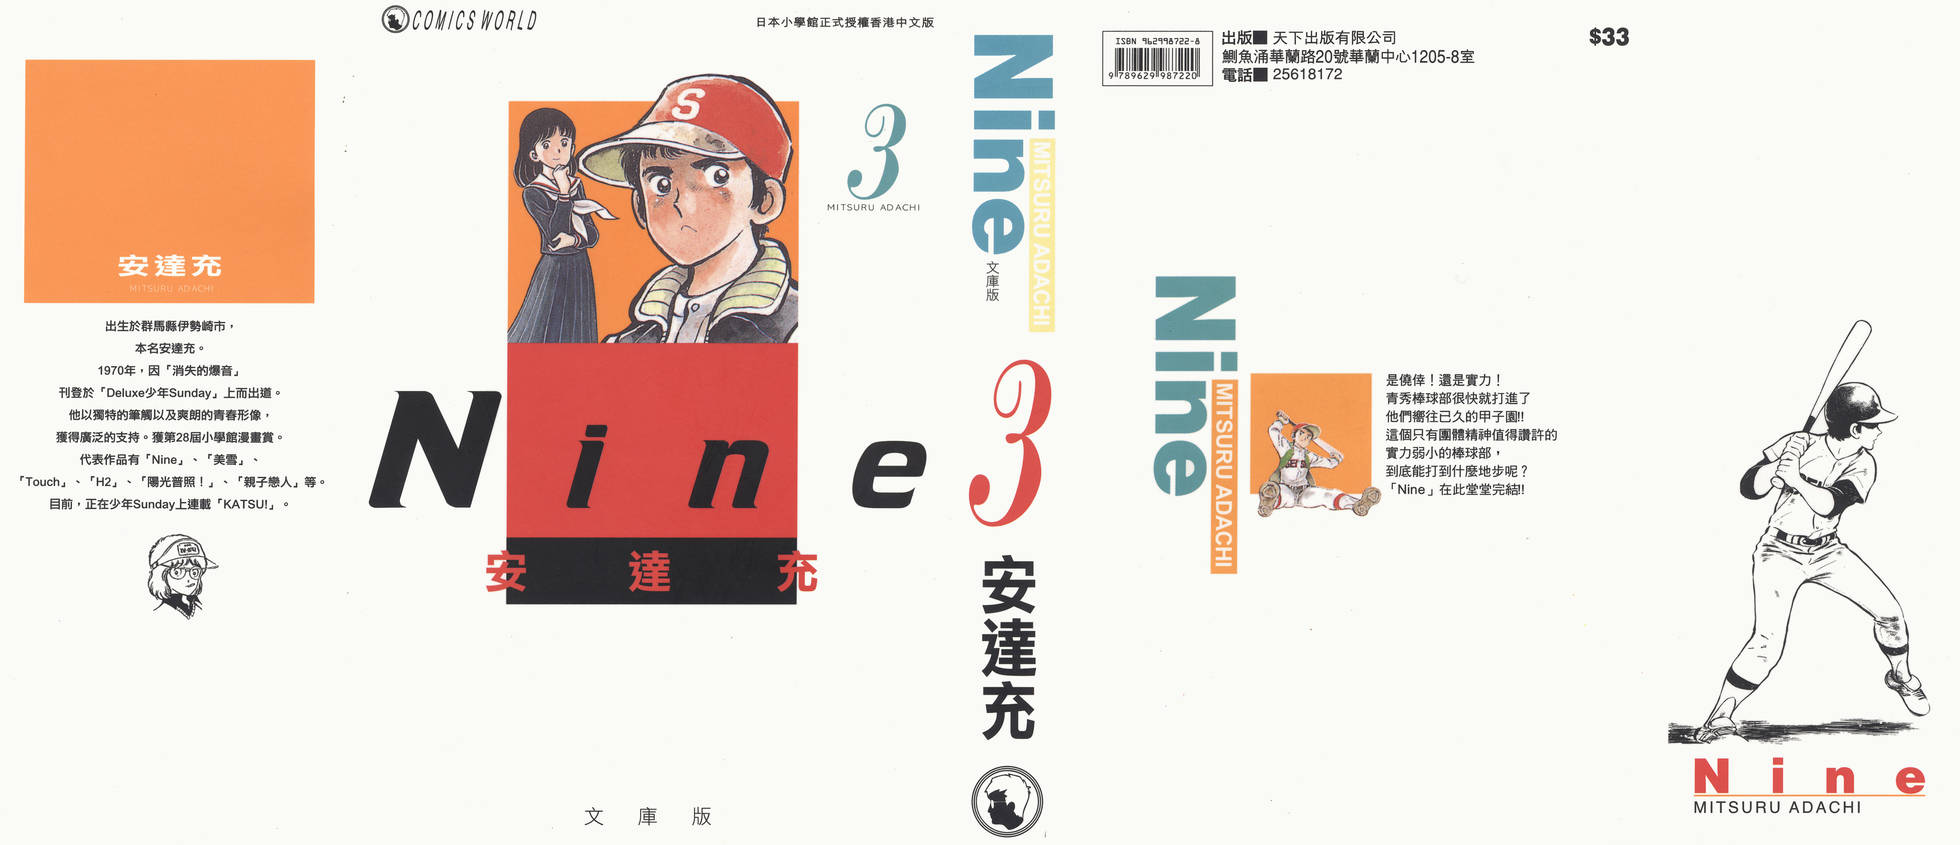 安達充
MITSURU ADACHI
出生於群馬縣伊勢崎市，
本名安達充。
1970年，因「消失的爆音」
刊登於「Deluxe少年Sunday」上而出道。
他以獨特的筆觸以及爽朗的青春形像，
獲得廣泛的支持。獲第28屆小學館漫畫賞。
代表作品有「Nine」、「美雪」、
「Touch」、「H2」、「陽光普照！」、「親子戀人」等。
目前，正在少年Sunday上連載「KATSU!」。
COMICS WORLD
日本小學館正式授權香港中文版
S
3
MITSURU ADACHI
Nine
安達充
文庫版
Nine
MITSURU ADACHI
文庫版
3
安達充
ISBN 962998722-8
9 789629 987220
出版■ 天下出版有限公司
鰂魚涌華蘭路20號華蘭中心1205-8室
電話■ 25618172
$33
Nine
MITSURU ADACHI
是僥倖！還是實力！
青秀棒球部很快就打進了
他們嚮往已久的甲子園!!
這個只有團體精神值得讚許的
實力弱小的棒球部，
到底能打到什麼地步呢？
「Nine」在此堂堂完結!!
Nine
MITSURU ADACHI